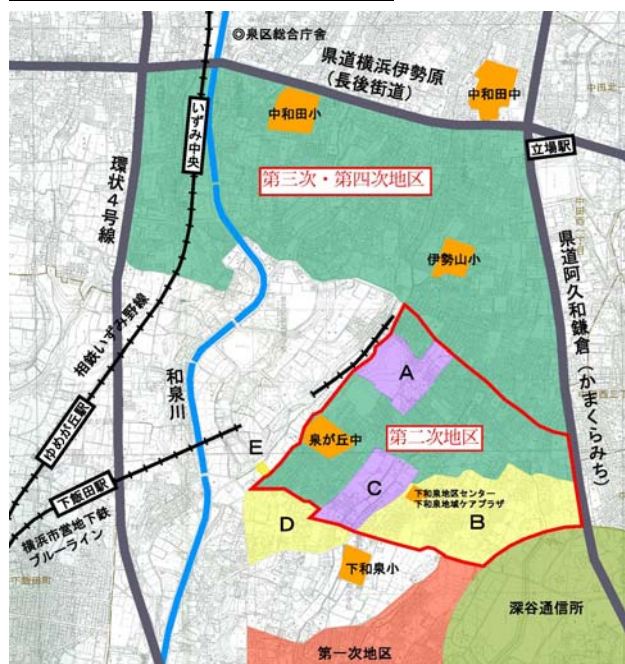 ◎泉区総合庁舎
県道横浜伊勢原
（長後街道）
中和田小
中和田中
いずみ中央
立場駅
環状4号線
第三次・第四次地区
伊勢山小
県道阿久和鎌倉（かまくらみち）
相鉄いずみ野線
和泉川
A
ゆめが丘駅
泉が丘中
第二次地区
E
下飯田駅
C
下和泉地区センター
下和泉地域ケアプラザ
B
D
横浜市営地下鉄
ブルーライン
下飯田町
下和泉小
深谷通信所
第一次地区